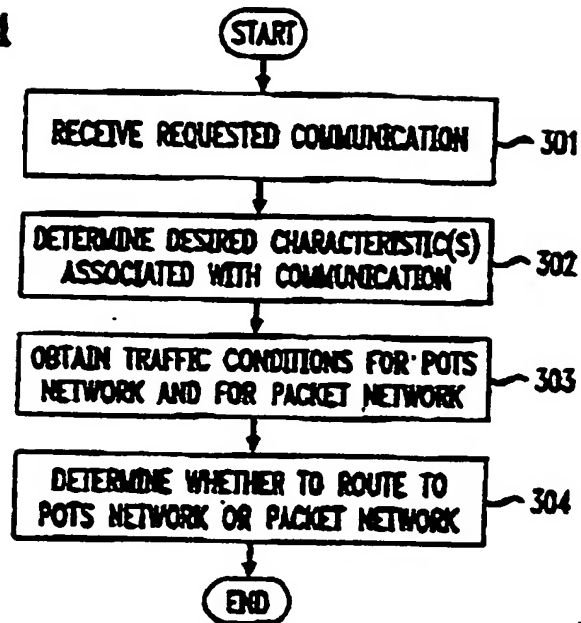 START
RECEIVE REQUESTED COMMUNICATION
301
DETERMINE DESIRED CHARACTERISTIC(S)
ASSOCIATED WITH COMMUNICATION
302
OBTAIN TRAFFIC CONDITIONS FOR POTS
NETWORK AND FOR PACKET NETWORK
303
DETERMINE WHETHER TO ROUTE TO
POTS NETWORK OR PACKET NETWORK
304
END